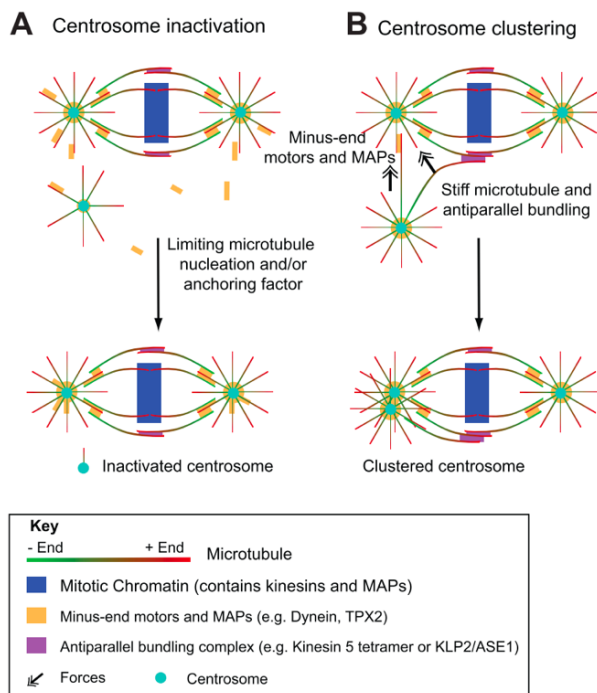 A Centrosome inactivation
B Centrosome clustering
Minus-end
motors and MAPs
Stiff microtubule and
antiparallel bundling
Limiting microtubule
nucleation and/or
anchoring factor
Inactivated centrosome
Clustered centrosome
Key
- End + End
Microtubule
Mitotic Chromatin (contains kinesins and MAPs)
Minus-end motors and MAPs (e.g. Dynein, TPX2)
Antiparallel bundling complex (e.g. Kinesin 5 tetramer or KLP2/ASE1)
Forces Centrosome